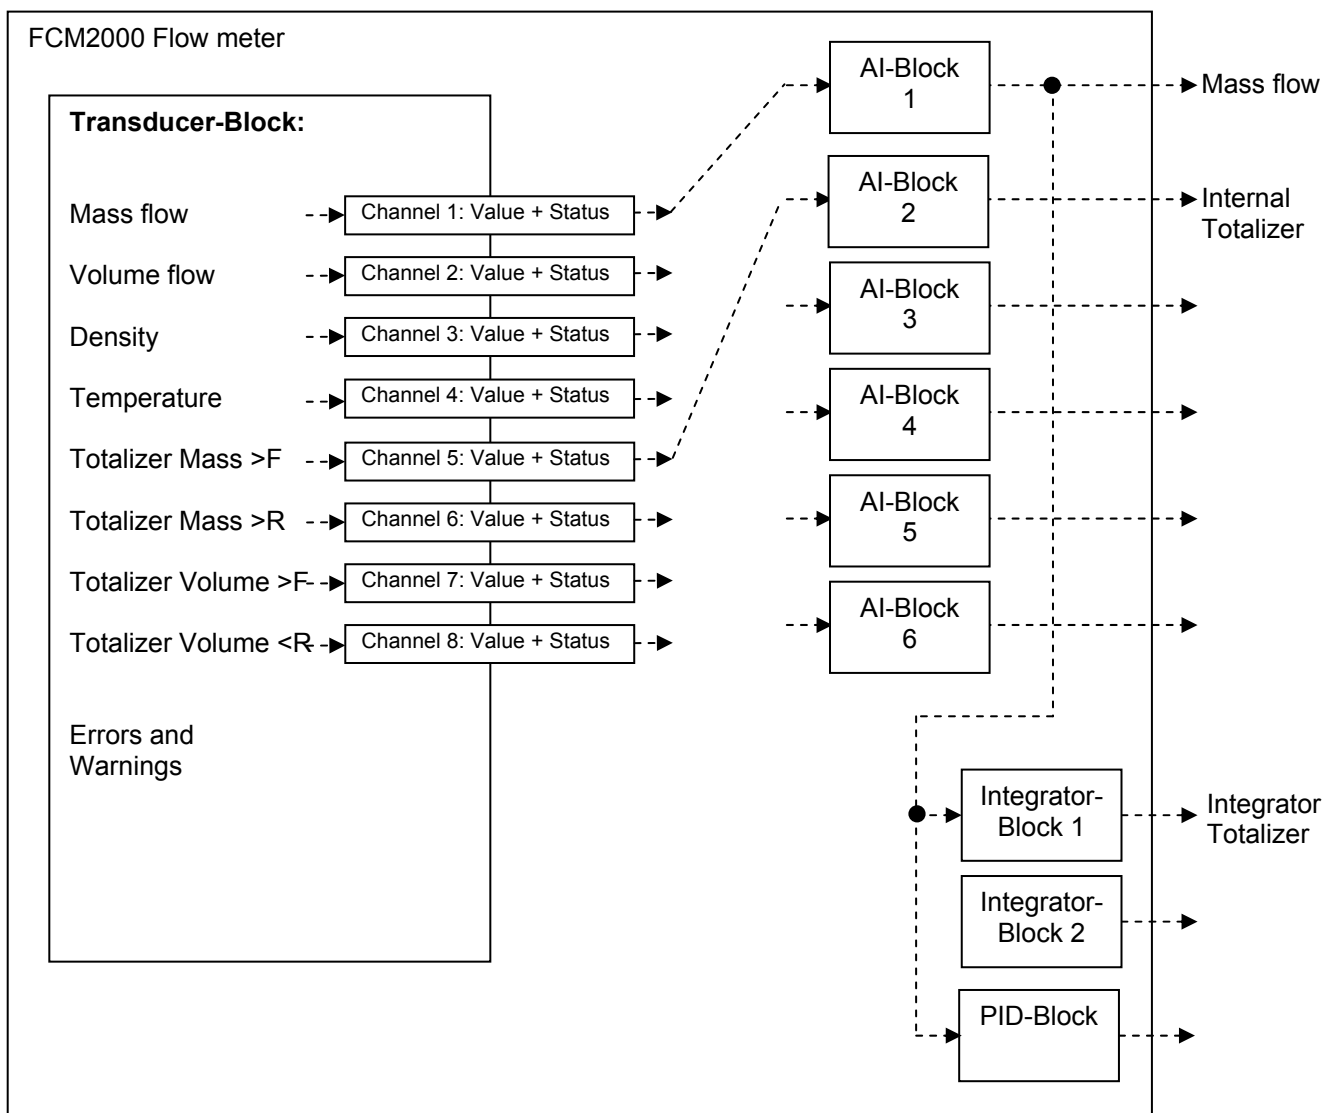 FCM2000 Flow meter
Transducer-Block:
Mass flow
Channel 1: Value + Status
Volume flow
Channel 2: Value + Status
Density
Channel 3: Value + Status
Temperature
Channel 4: Value + Status
Totalizer Mass >F
Channel 5: Value + Status
Totalizer Mass >R
Channel 6: Value + Status
Totalizer Volume >F
Channel 7: Value + Status
Totalizer Volume <R
Channel 8: Value + Status
Errors and
Warnings
AI-Block
1
Mass flow
AI-Block
2
Internal
Totalizer
AI-Block
3
AI-Block
4
AI-Block
5
AI-Block
6
Integrator-
Block 1
Integrator
Totalizer
Integrator-
Block 2
PID-Block